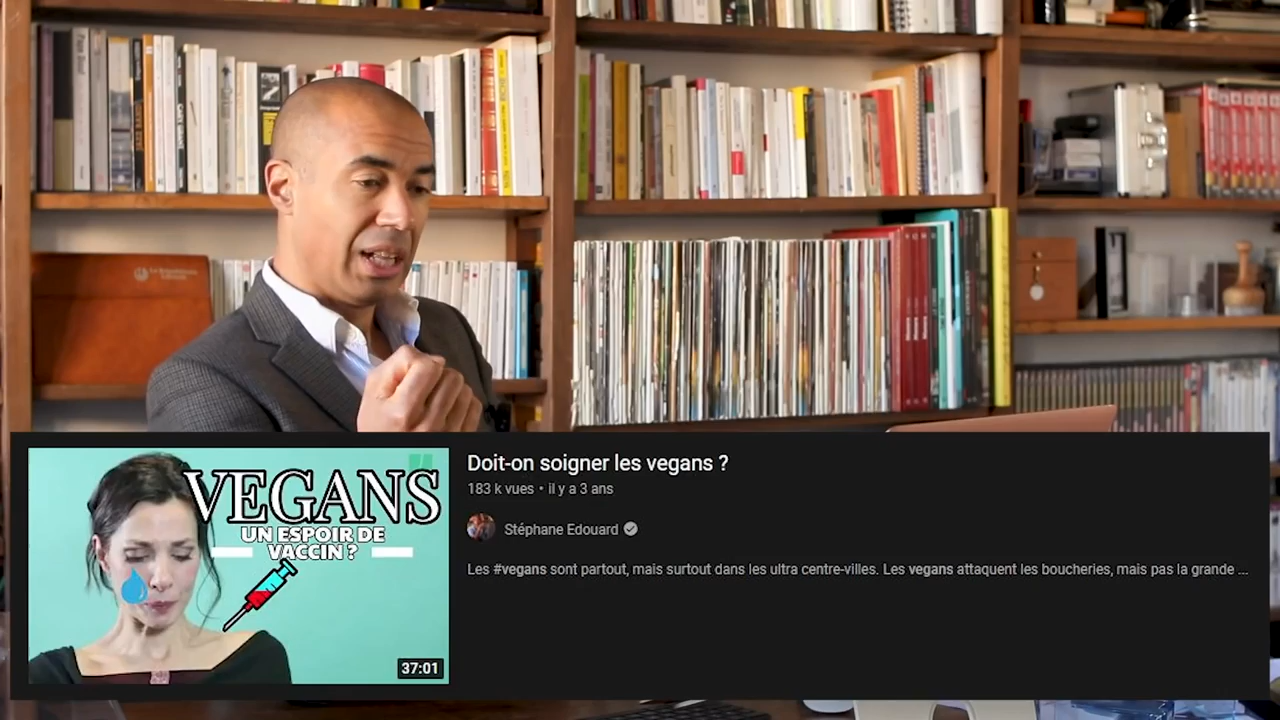 VEGANS
UN ESPOIR DE
VACCIN ?
37:01
Doit-on soigner les vegans ?
183 k vues • il y a 3 ans
Stéphane Edouard
Les #vegans sont partout, mais surtout dans les ultra centre-villes. Les vegans attaquent les boucheries, mais pas la grande ...